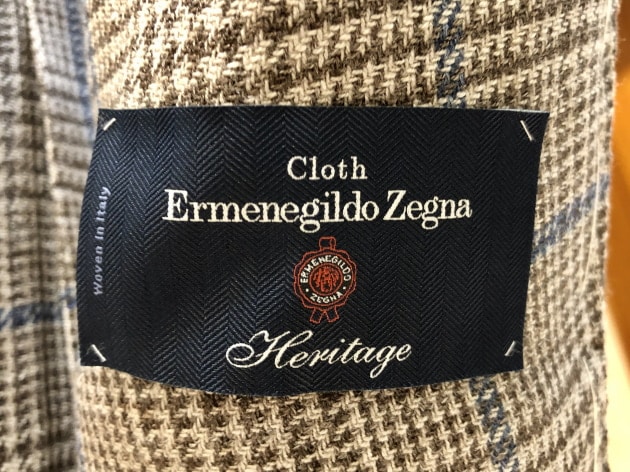 Cloth
Ermenegildo Zegna
ERMENEGILDO
ZEGNA
Heritage
Woven in Italy